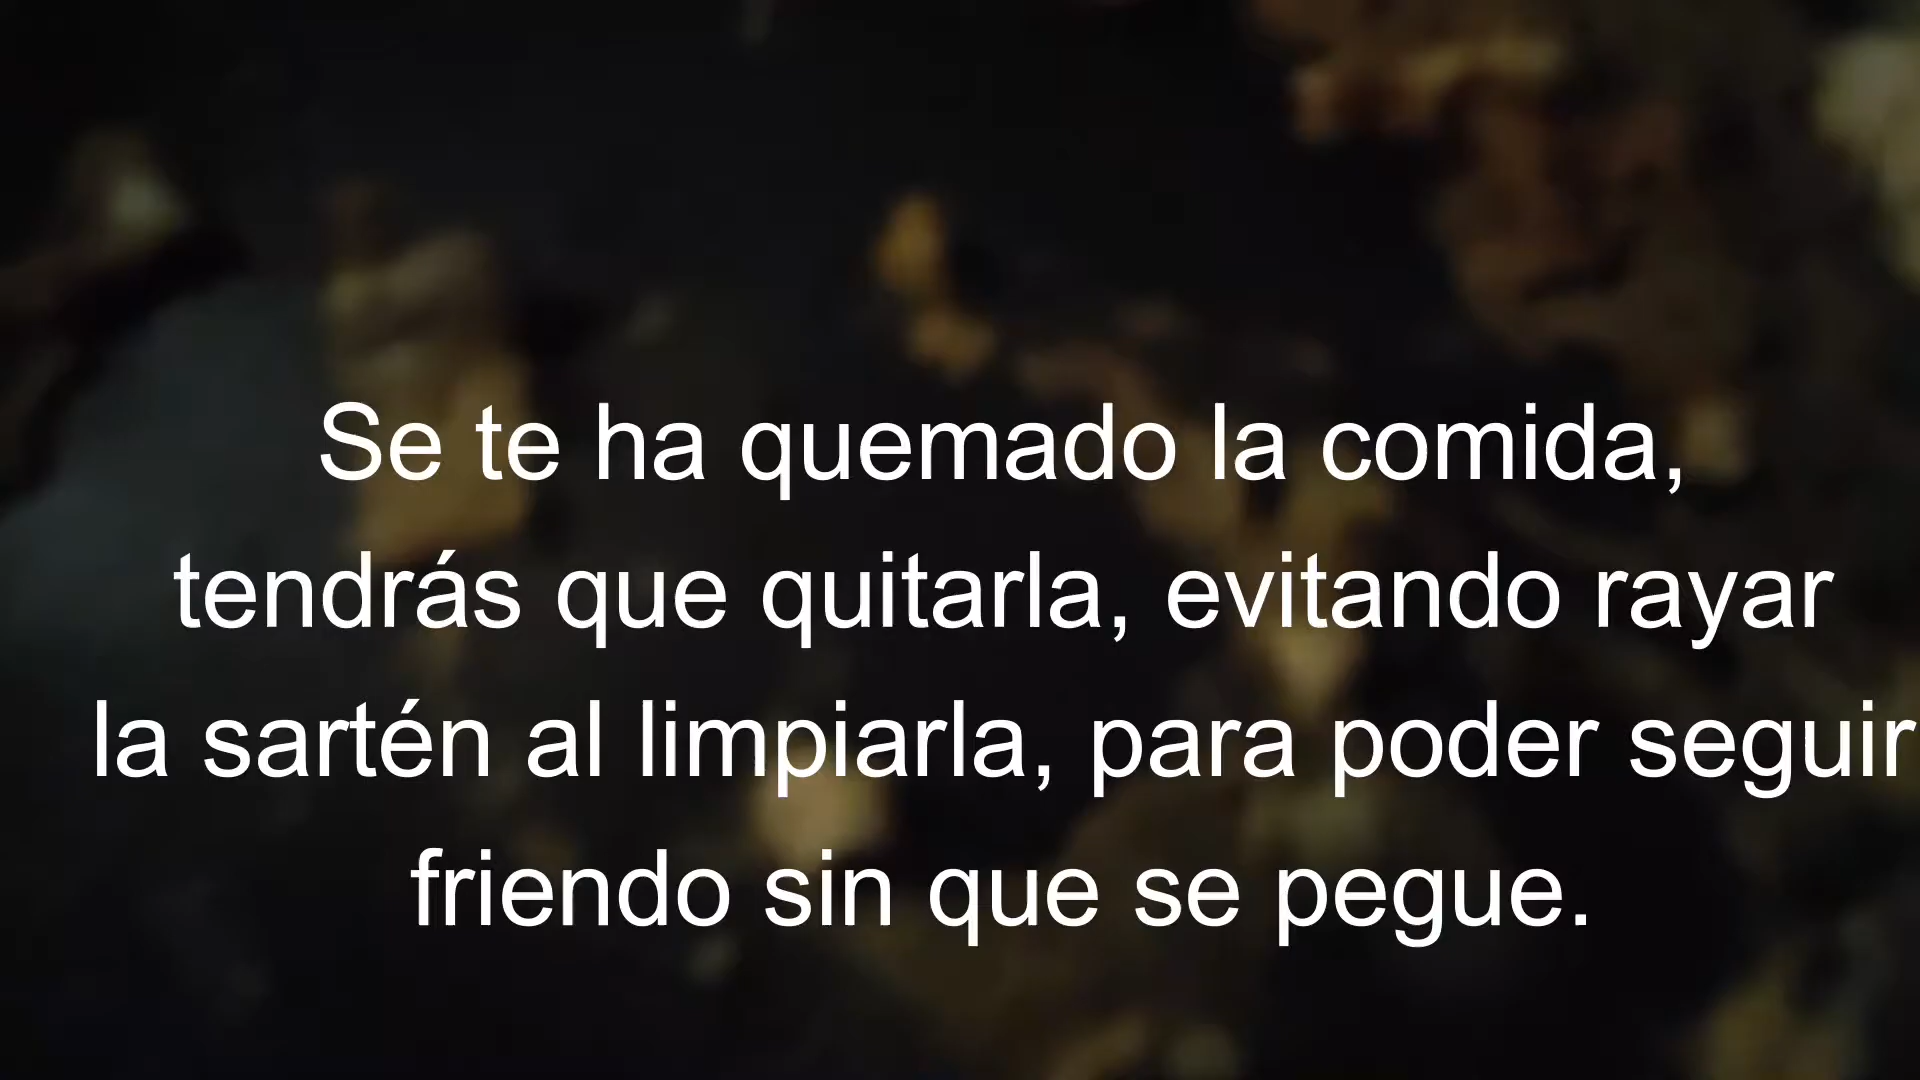 Se te ha quemado la comida,
tendrás que quitarla, evitando rayar
la sartén al limpiarla, para poder seguir
friendo sin que se pegue.